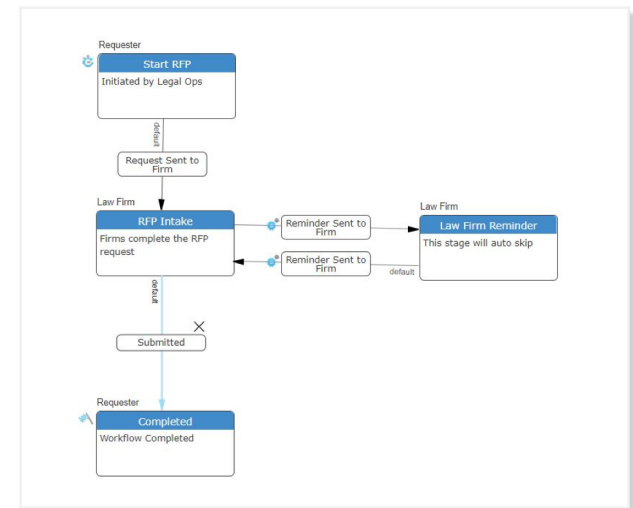 Requester
Start RFP
Initiated by Legal Ops
default
Request Sent to
Firm
Law Firm
RFP Intake
Firms complete the RFP
request
Reminder Sent to
Firm
Law Firm
Law Firm Reminder
This stage will auto skip
Reminder Sent to
Firm
default
default
Submitted
Requester
Completed
Workflow Completed